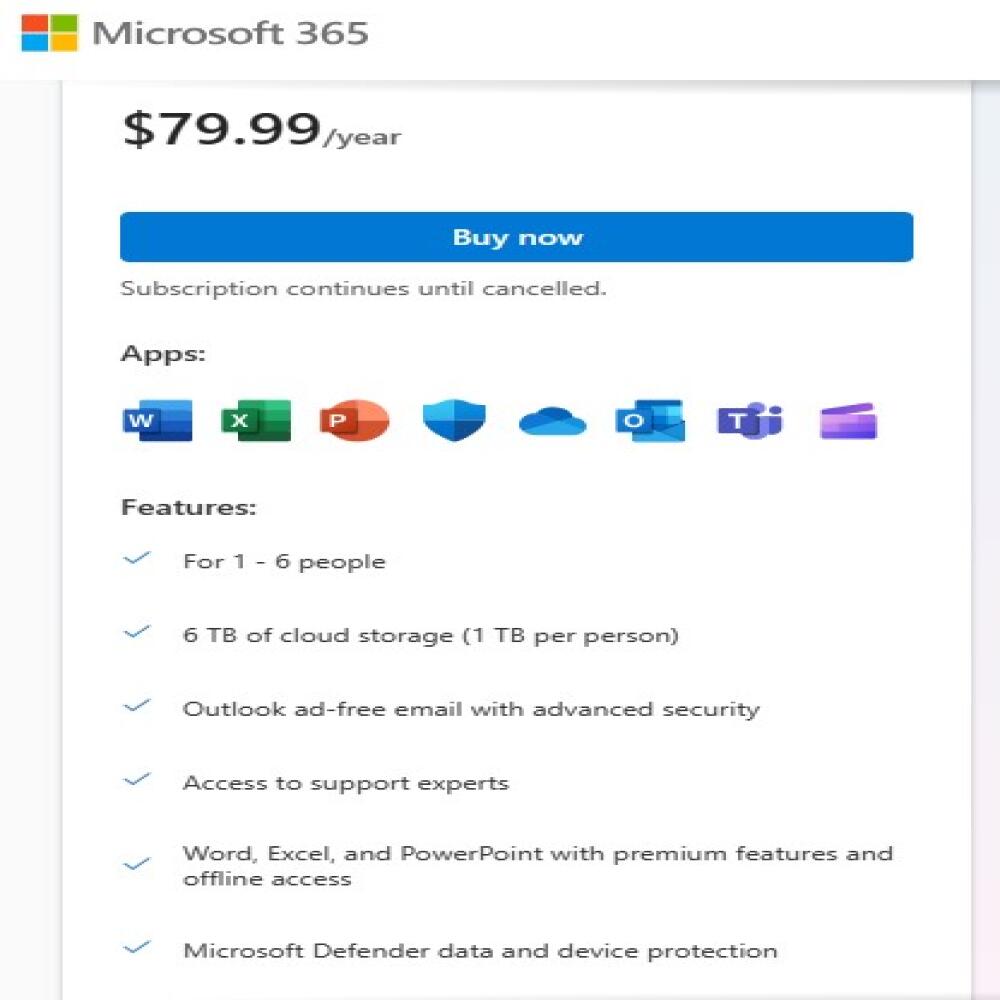 Microsoft 365
$79.99/year
Buy now
Subscription continues until cancelled.
Apps:
W X P O T
Features:
For 1 - 6 people
6 TB of cloud storage (1 TB per person)
Outlook ad-free email with advanced security
Access to support experts
Word, Excel, and PowerPoint with premium features and
offline access
Microsoft Defender data and device protection